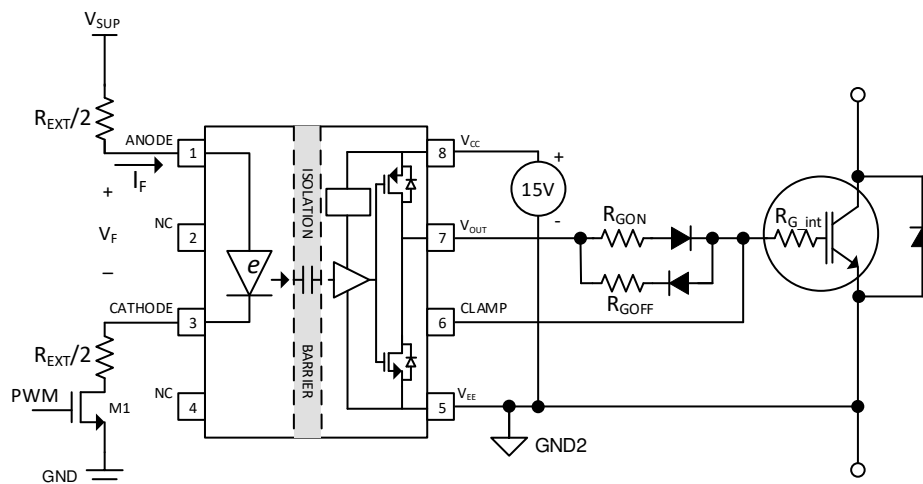 VSUP
REXT/2
ANODE
1
IF
+
VF
−
NC
2
CATHODE
3
REXT/2
PWM
M1
NC
4
GND
e
ISOLATION
BARRIER
8
VCC
7
VOUT
6
CLAMP
5
VEE
+
15V
-
GND2
RGON
RGOFF
RG_int